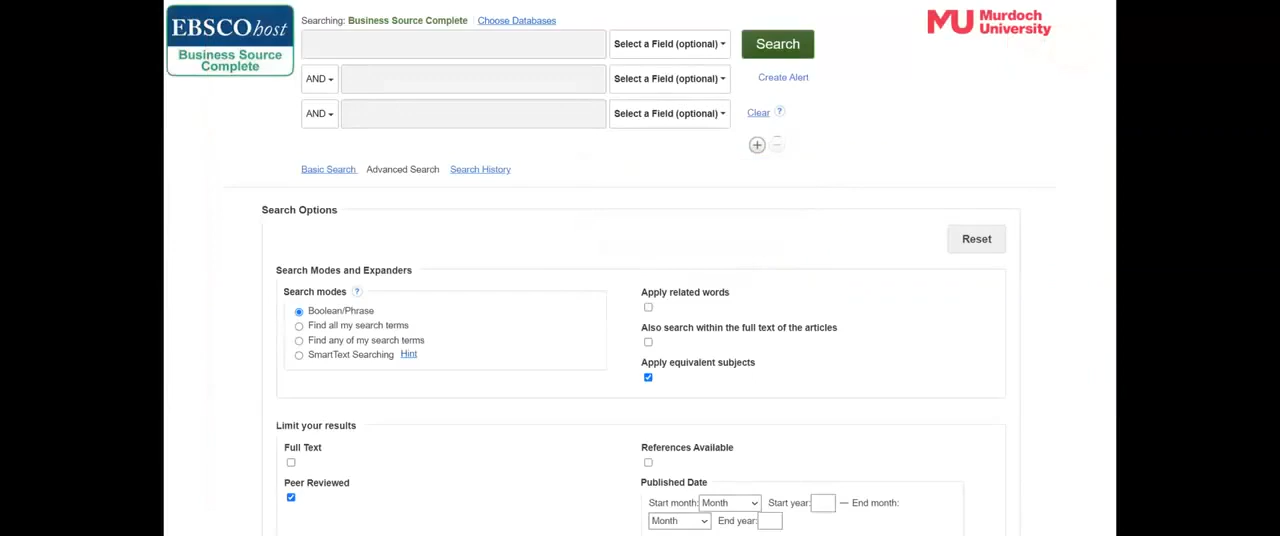 EBSCOhost
Business Source
Complete
Searching: Business Source Complete Choose Databases
Select a Field (optional)
Search
AND
Select a Field (optional)
Create Alert
AND
Select a Field (optional)
Clear ?
+ −
Basic Search Advanced Search Search History
MU Murdoch
University
Search Options
Reset
Search Modes and Expanders
Search modes ?
Boolean/Phrase
Find all my search terms
Find any of my search terms
SmartText Searching Hint
Apply related words
Also search within the full text of the articles
Apply equivalent subjects
Limit your results
Full Text
Peer Reviewed
References Available
Published Date
Start month: Month Start year: — End month:
Month End year: